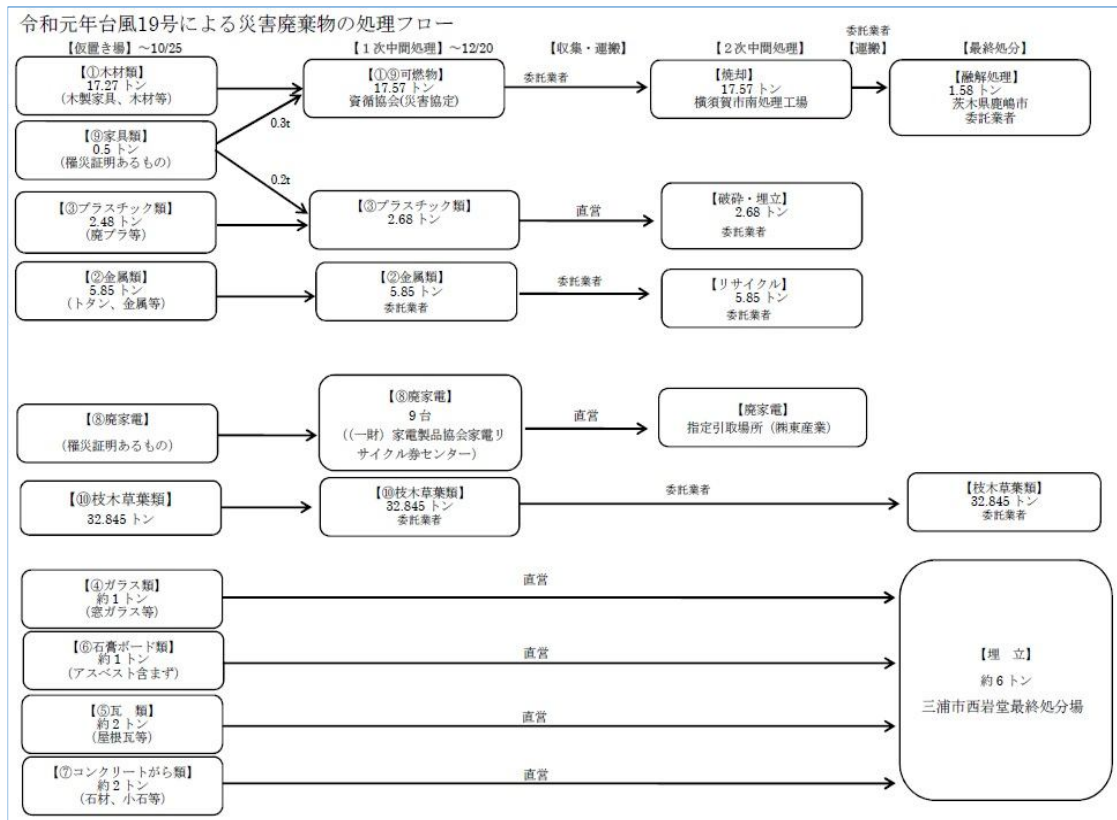 令和元年台風19号による災害廃棄物の処理フロー
【仮置き場】～10/25
【１次中間処理】～12/20
【収集・運搬】
【２次中間処理】
委託業者
【運搬】
【最終処分】
【①木材類】
17.27 トン
(木製家具、木材等)
【①⑨可燃物】
17.57 トン
資循協会(災害協定)
委託業者
【焼却】
17.57 トン
横須賀市南処理工場
【融解処理】
1.58 トン
茨木県鹿嶋市
委託業者
【⑨家具類】
0.5 トン
(罹災証明あるもの)
0.3t
0.2t
【③プラスチック類】
2.48 トン
(廃プラ等)
【③プラスチック類】
2.68 トン
直営
【破砕・埋立】
2.68 トン
委託業者
【②金属類】
5.85 トン
(トタン、金属等)
【②金属類】
5.85 トン
委託業者
委託業者
【リサイクル】
5.85 トン
委託業者
【⑧廃家電】
(罹災証明あるもの)
【⑧廃家電】
9 台
((一財）家電製品協会家電リ
サイクル券センター)
直営
【廃家電】
指定引取場所（㈱東産業）
【⑩枝木草葉類】
32.845 トン
【⑩枝木草葉類】
32.845 トン
委託業者
委託業者
【枝木草葉類】
32.845 トン
委託業者
【④ガラス類】
約 1 トン
(窓ガラス等)
直営
【⑥石膏ボード類】
約 1 トン
(アスベスト含まず)
直営
【⑤瓦　類】
約 2 トン
(屋根瓦等)
直営
【⑦コンクリートがら類】
約 2 トン
(石材、小石等)
直営
【埋　立】
約 6 トン
三浦市西岩堂最終処分場